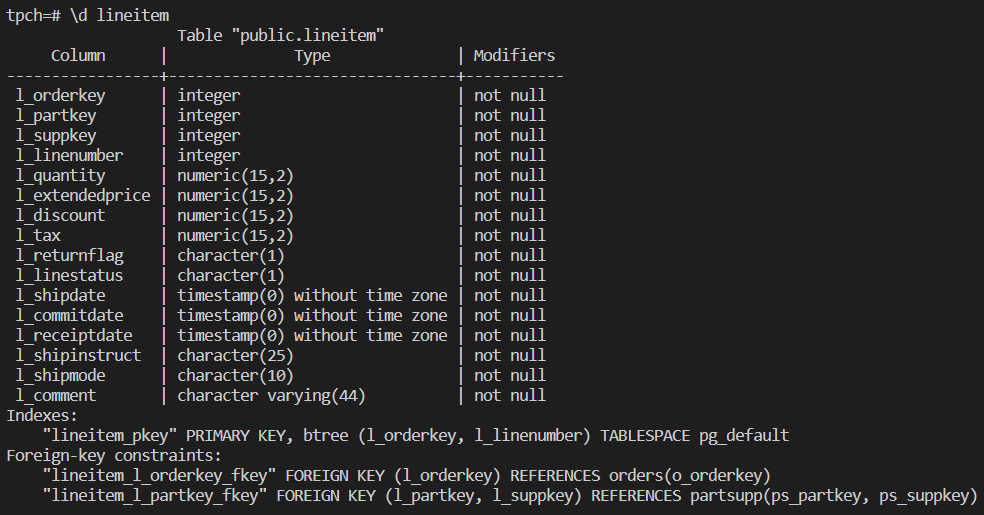 tpch=# \d lineitem
                   Table "public.lineitem"
     Column      |              Type              | Modifiers
-----------------+--------------------------------+-----------
 l_orderkey      | integer                        | not null
 l_partkey       | integer                        | not null
 l_suppkey       | integer                        | not null
 l_linenumber    | integer                        | not null
 l_quantity      | numeric(15,2)                  | not null
 l_extendedprice | numeric(15,2)                  | not null
 l_discount      | numeric(15,2)                  | not null
 l_tax           | numeric(15,2)                  | not null
 l_returnflag    | character(1)                   | not null
 l_linestatus    | character(1)                   | not null
 l_shipdate      | timestamp(0) without time zone | not null
 l_commitdate    | timestamp(0) without time zone | not null
 l_receiptdate   | timestamp(0) without time zone | not null
 l_shipinstruct  | character(25)                  | not null
 l_shipmode      | character(10)                  | not null
 l_comment       | character varying(44)          | not null
Indexes:
    "lineitem_pkey" PRIMARY KEY, btree (l_orderkey, l_linenumber) TABLESPACE pg_default
Foreign-key constraints:
    "lineitem_l_orderkey_fkey" FOREIGN KEY (l_orderkey) REFERENCES orders(o_orderkey)
    "lineitem_l_partkey_fkey" FOREIGN KEY (l_partkey, l_suppkey) REFERENCES partsupp(ps_partkey, ps_suppkey)